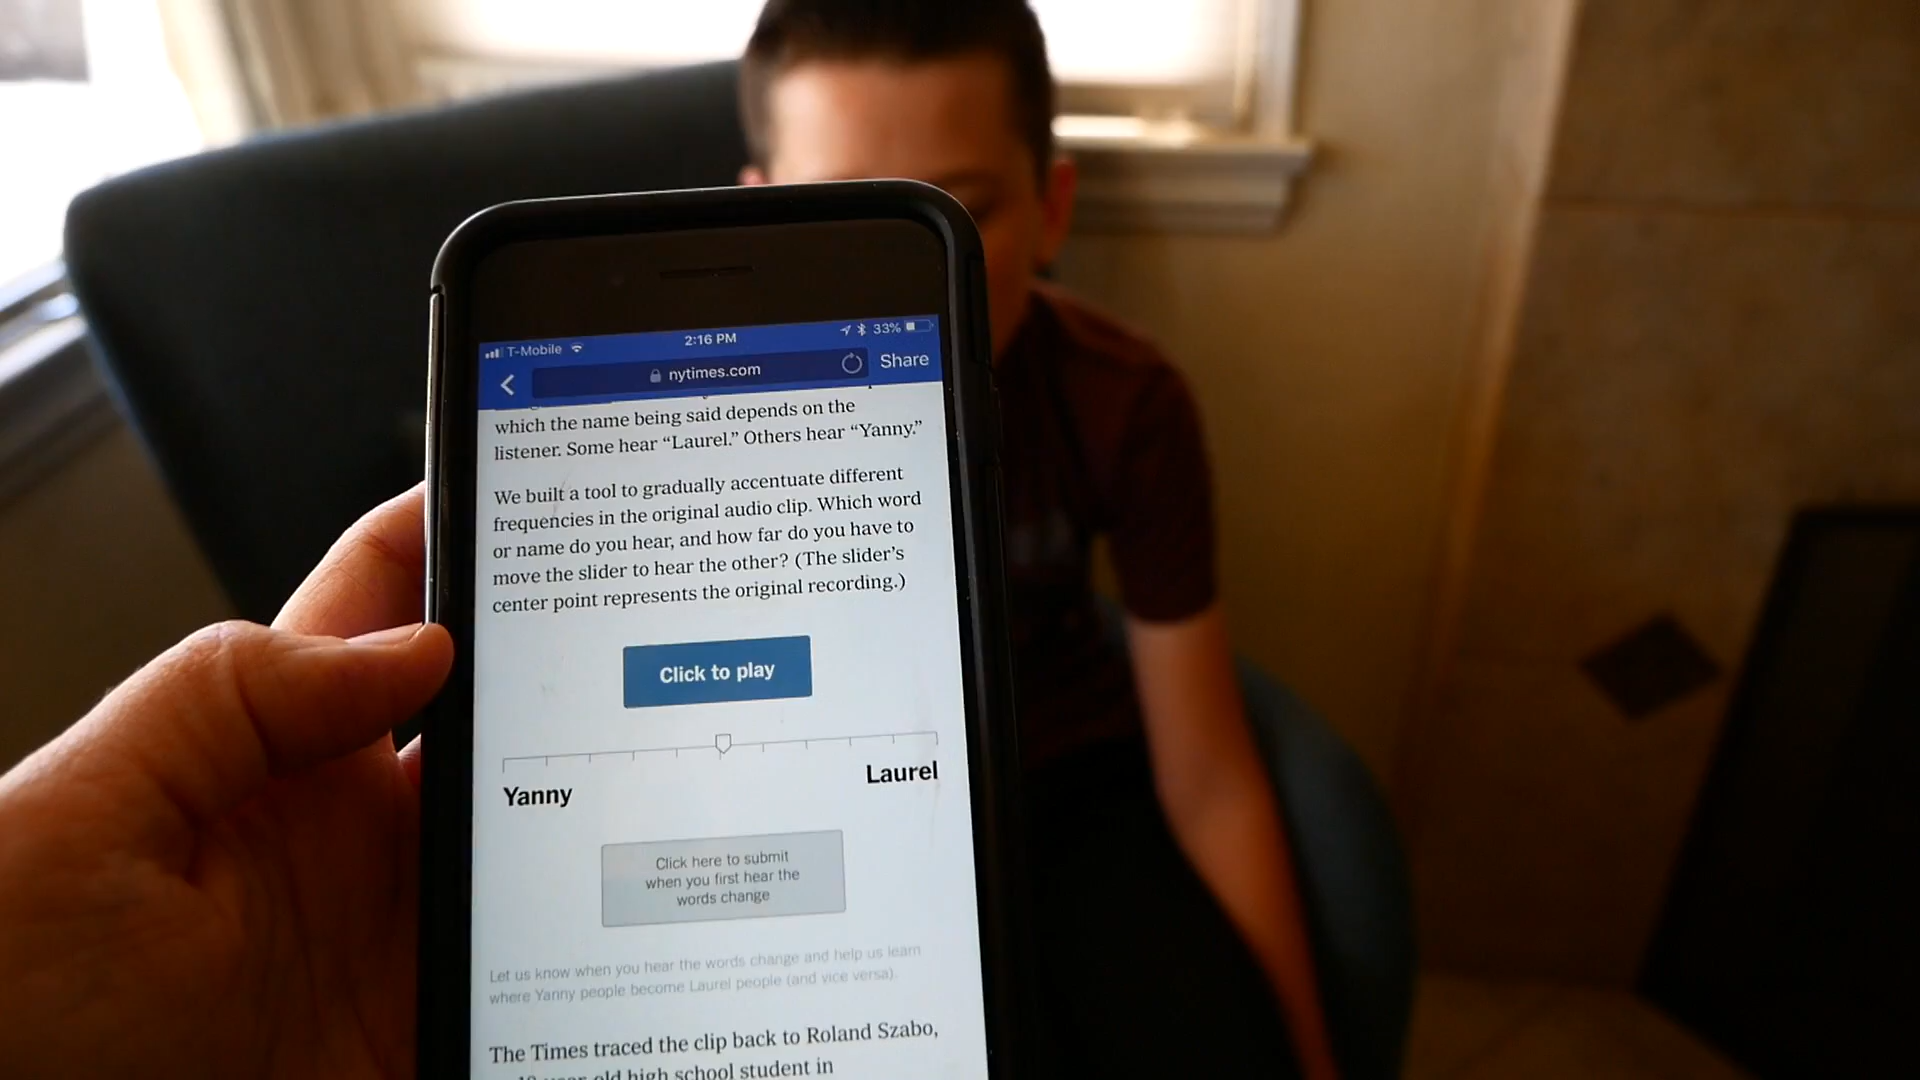 T-Mobile 2:16 PM 33%
nytimes.com Share
which the name being said depends on the
listener. Some hear “Laurel.” Others hear “Yanny.”
We built a tool to gradually accentuate different
frequencies in the original audio clip. Which word
or name do you hear, and how far do you have to
move the slider to hear the other? (The slider’s
center point represents the original recording.)
Click to play
Yanny Laurel
Click here to submit
when you first hear the
words change
Let us know when you hear the words change and help us learn
where Yanny people become Laurel people (and vice versa).
The Times traced the clip back to Roland Szabo,
old high school student in